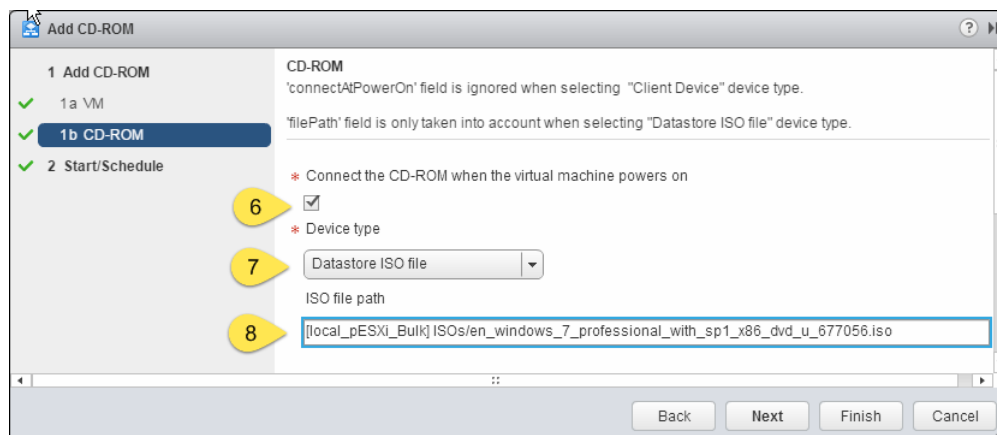 Add CD-ROM
?
1 Add CD-ROM
1a VM
1b CD-ROM
2 Start/Schedule
CD-ROM
'connectAtPowerOn' field is ignored when selecting "Client Device" device type.
'filePath' field is only taken into account when selecting "Datastore ISO file" device type.
* Connect the CD-ROM when the virtual machine powers on
6
* Device type
7
Datastore ISO file
ISO file path
8
[local_pESXi_Bulk] ISOs/en_windows_7_professional_with_sp1_x86_dvd_u_677056.iso
Back
Next
Finish
Cancel